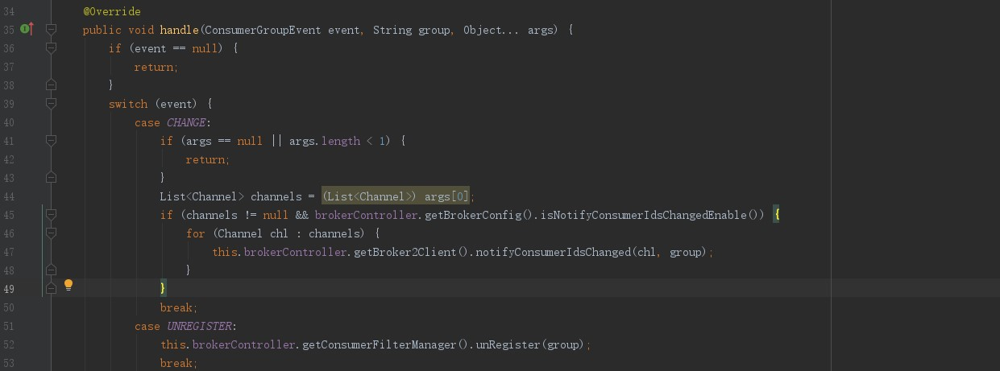 34 @Override
35 public void handle(ConsumerGroupEvent event, String group, Object... args) {
36 if (event == null) {
37 return;
38 }
39 switch (event) {
40 case CHANGE:
41 if (args == null || args.length < 1) {
42 return;
43 }
44 List<Channel> channels = (List<Channel>) args[0];
45 if (channels != null && brokerController.getBrokerConfig().isNotifyConsumerIdsChangedEnable()) {
46 for (Channel chl : channels) {
47 this.brokerController.getBroker2Client().notifyConsumerIdsChanged(chl, group);
48 }
49 }
50 break;
51 case UNREGISTER:
52 this.brokerController.getConsumerFilterManager().unRegister(group);
53 break;